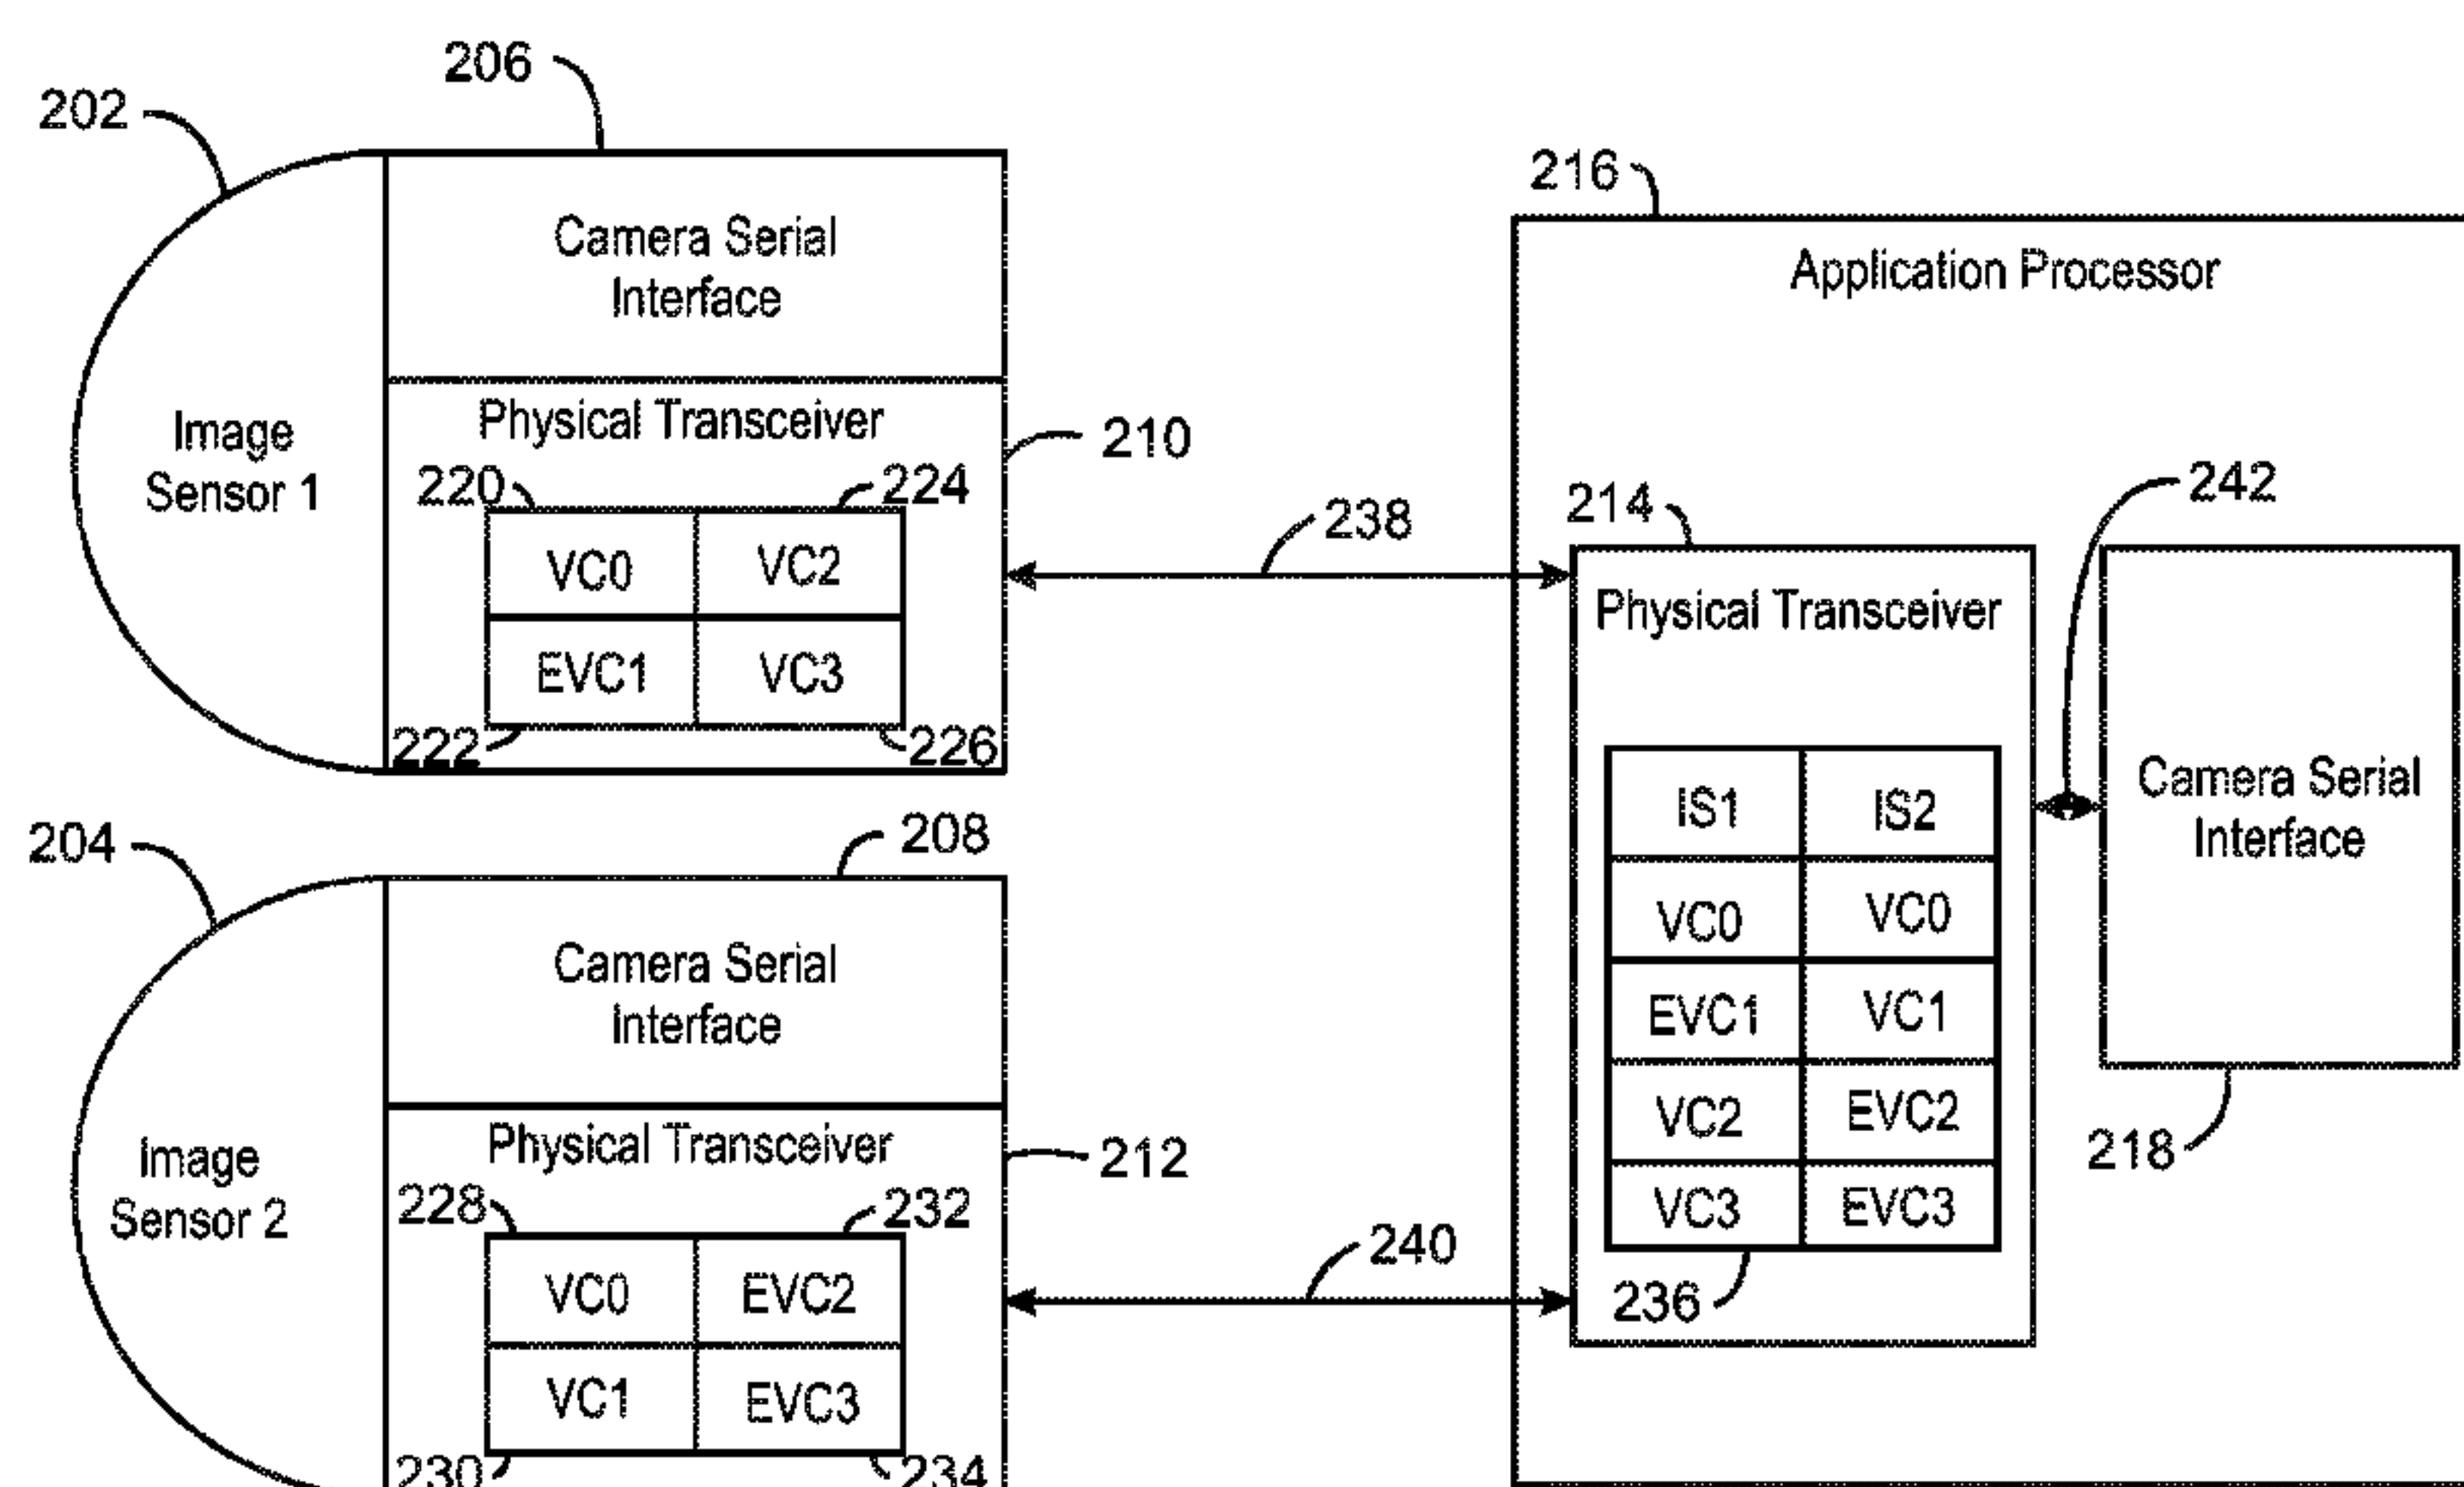 206
202
Camera Serial
Interface
Physical Transceiver
210
Image
Sensor 1
220
224
VC0
VC2
EVC1
VC3
222
226
238
216
Application Processor
242
214
Physical Transceiver
IS1
IS2
VC0
VC0
EVC1
VC1
VC2
EVC2
VC3
EVC3
236
Camera Serial
Interface
218
204
208
Camera Serial
Interface
Physical Transceiver
212
Image
Sensor 2
228
232
VC0
EVC2
VC1
EVC3
230
234
240